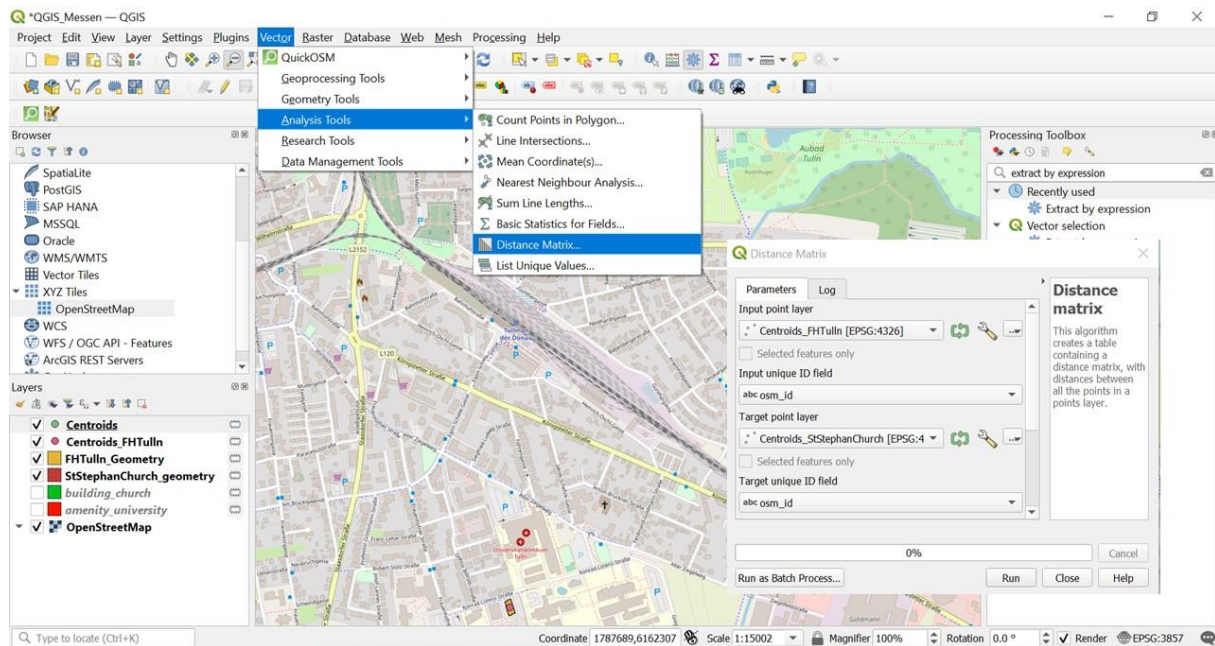 *QGIS_Messen — QGIS
Project Edit View Layer Settings Plugins Vector Raster Database Web Mesh Processing Help
QuickOSM
Geoprocessing Tools
Geometry Tools
Analysis Tools
Research Tools
Data Management Tools
Count Points in Polygon...
Line Intersections...
Mean Coordinate(s)...
Nearest Neighbour Analysis...
Sum Line Lengths...
Basic Statistics for Fields...
Distance Matrix...
List Unique Values...
Browser
SpatiaLite
PostGIS
SAP HANA
MSSQL
Oracle
WMS/WMTS
Vector Tiles
XYZ Tiles
OpenStreetMap
WCS
WFS / OGC API - Features
ArcGIS REST Servers
Layers
Centroids
Centroids_FHTulln
FHTulln_Geometry
StStephanChurch_geometry
building_church
amenity_university
OpenStreetMap
Aubad
Tulln
L2152
L120
Königstetter Straße
Königstetter Straße
Processing Toolbox
extract by expression
Recently used
Extract by expression
Vector selection
Distance Matrix
Parameters Log
Input point layer
Centroids_FHTulln [EPSG:4326]
Selected features only
Input unique ID field
abc osm_id
Target point layer
Centroids_StStephanChurch [EPSG:4
Selected features only
Target unique ID field
abc osm_id
Distance
matrix
This algorithm
creates a table
containing a
distance matrix, with
distances between
all the points in a
points layer.
0%
Cancel
Run as Batch Process...
Run Close Help
Type to locate (Ctrl+K)
Coordinate 1787689,6162307 Scale 1:15002 Magnifier 100% Rotation 0.0 ° Render EPSG:3857